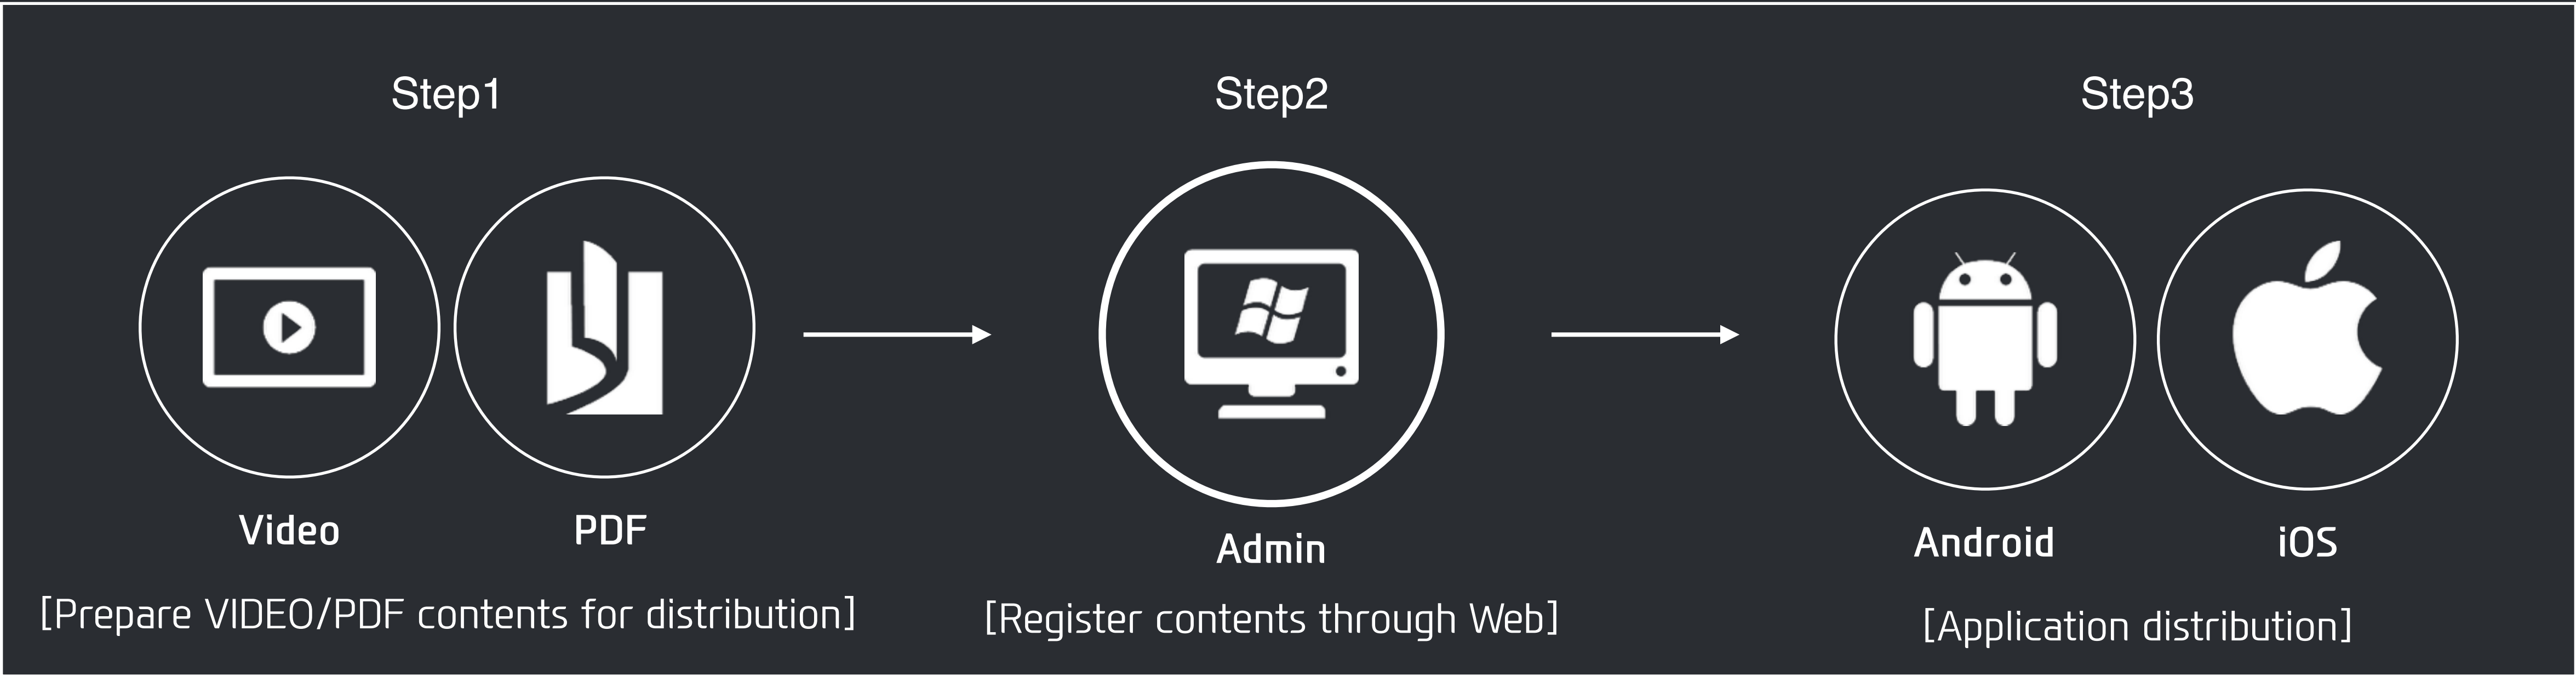 Step1
Step2
Step3
Video
PDF
Admin
Android
iOS
[Prepare VIDEO/PDF contents for distribution]
[Register contents through Web]
[Application distribution]